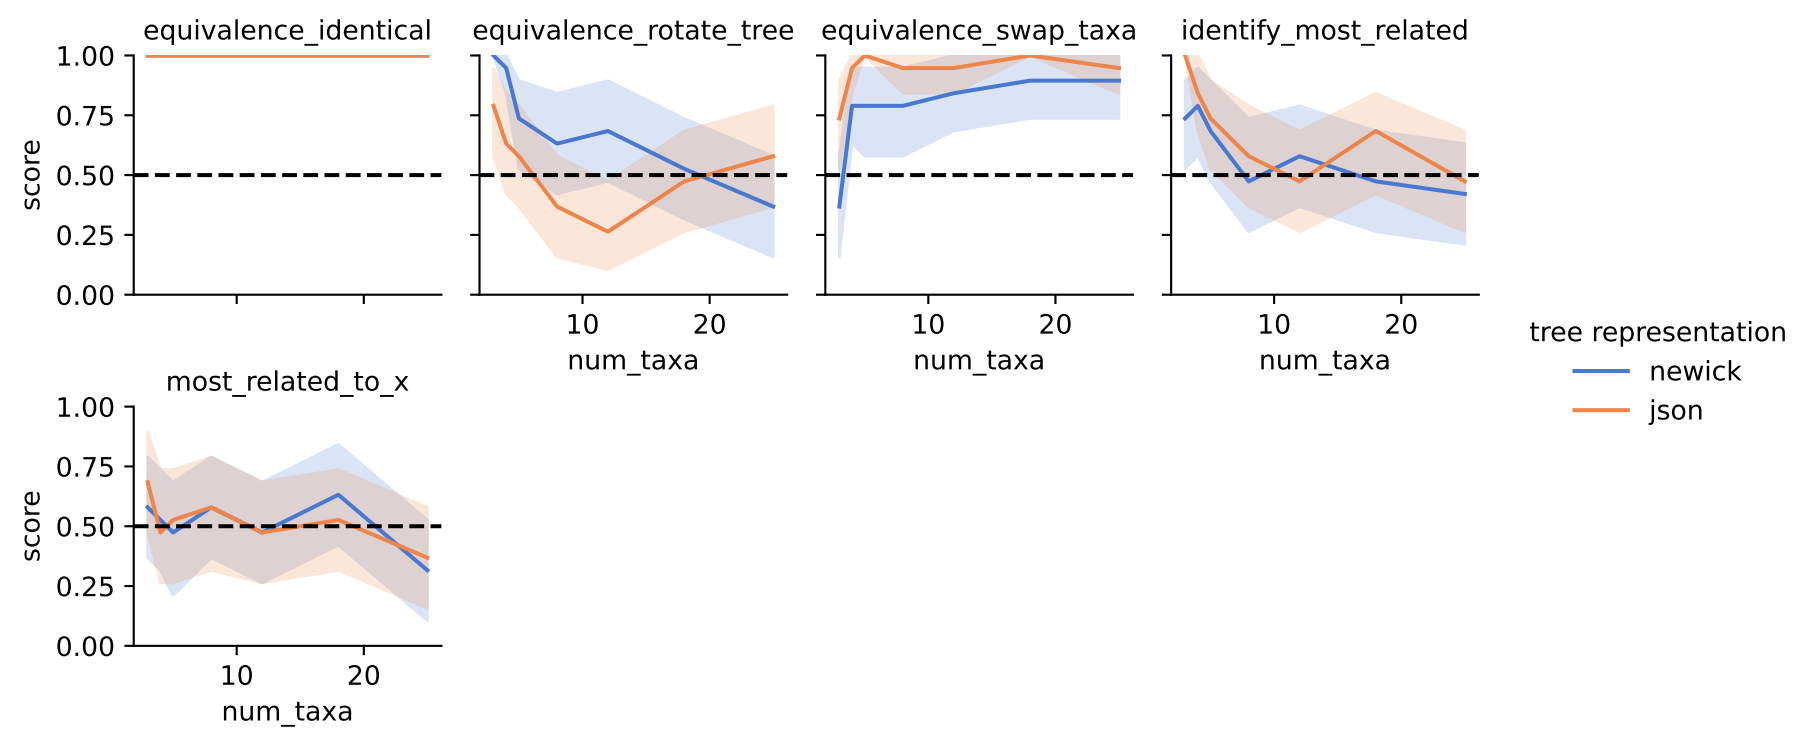 equivalence_identical
equivalence_rotate_tree
equivalence_swap_taxa
identify_most_related
score
1.00
0.75
0.50
0.25
0.00
10
20
num_taxa
10
20
num_taxa
10
20
num_taxa
most_related_to_x
score
1.00
0.75
0.50
0.25
0.00
10
20
num_taxa
tree representation
newick
json